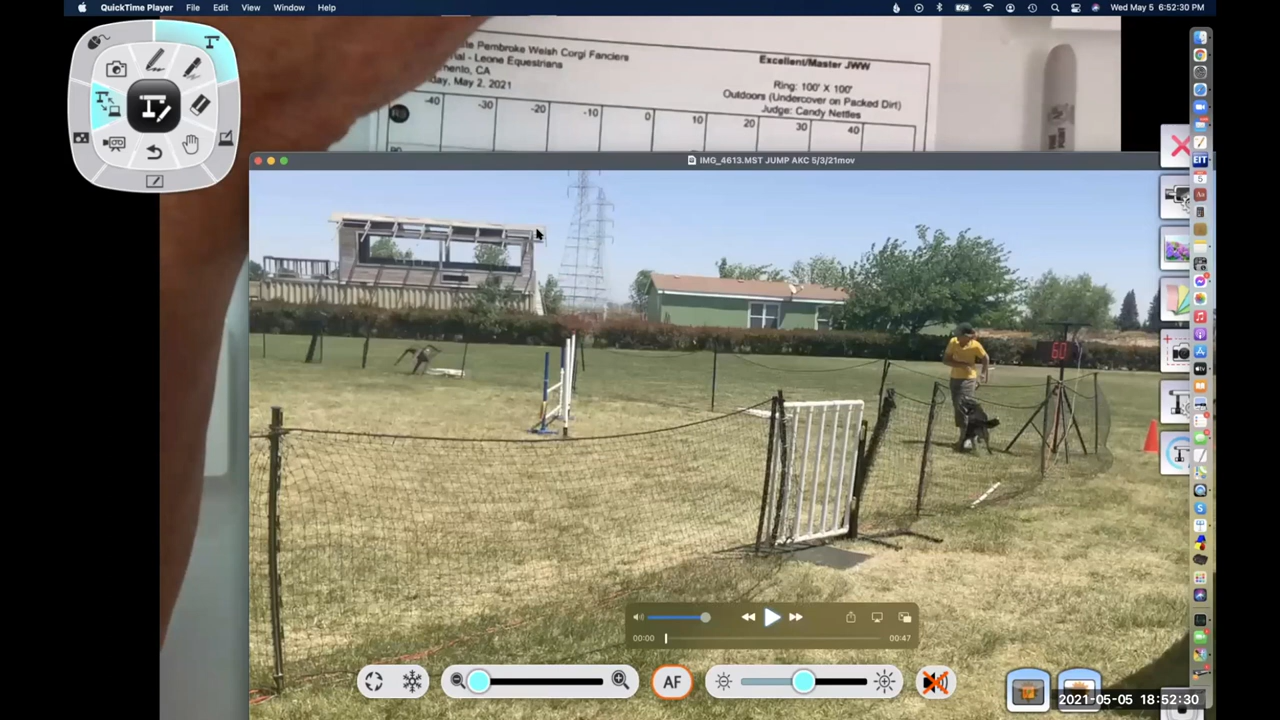 QuickTime Player File Edit View Window Help
Wed May 5 6:52:30 PM
Pembroke Welsh Corgi Fanciers
- Leone Equestrians
CA
May 2, 2021
Excellent/Master JWW
Ring: 100' X 100'
Outdoors (Undercover on Packed Dirt)
Judge: Candy Nettles
-40 -30 -20 -10 0 10 20 30 40
IMG_4613.MST JUMP AKC 5/3/21mov
60
EIT
00:00
00:47
AF
2021-05-05 18:52:30